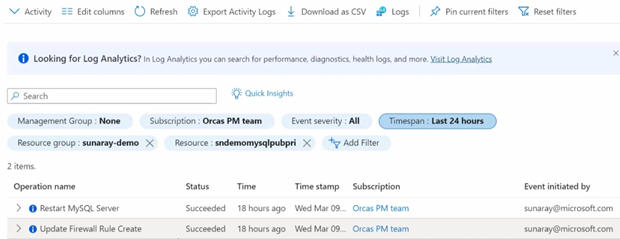 Activity Edit columns Refresh Export Activity Logs Download as CSV Logs Pin current filters Reset filters
Looking for Log Analytics? In Log Analytics you can search for performance, diagnostics, health logs, and more. Visit Log Analytics
Search Quick Insights
Management Group : None Subscription : Orcas PM team Event severity : All Timespan : Last 24 hours
Resource group : sunaray-demo Resource : sndemomysqlpubpri Add Filter
2 items.
Operation name Status Time Time stamp Subscription Event initiated by
Restart MySQL Server Succeeded 18 hours ago Wed Mar 09... Orcas PM team sunaray@microsoft.com
Update Firewall Rule Create Succeeded 18 hours ago Wed Mar 09... Orcas PM team sunaray@microsoft.com